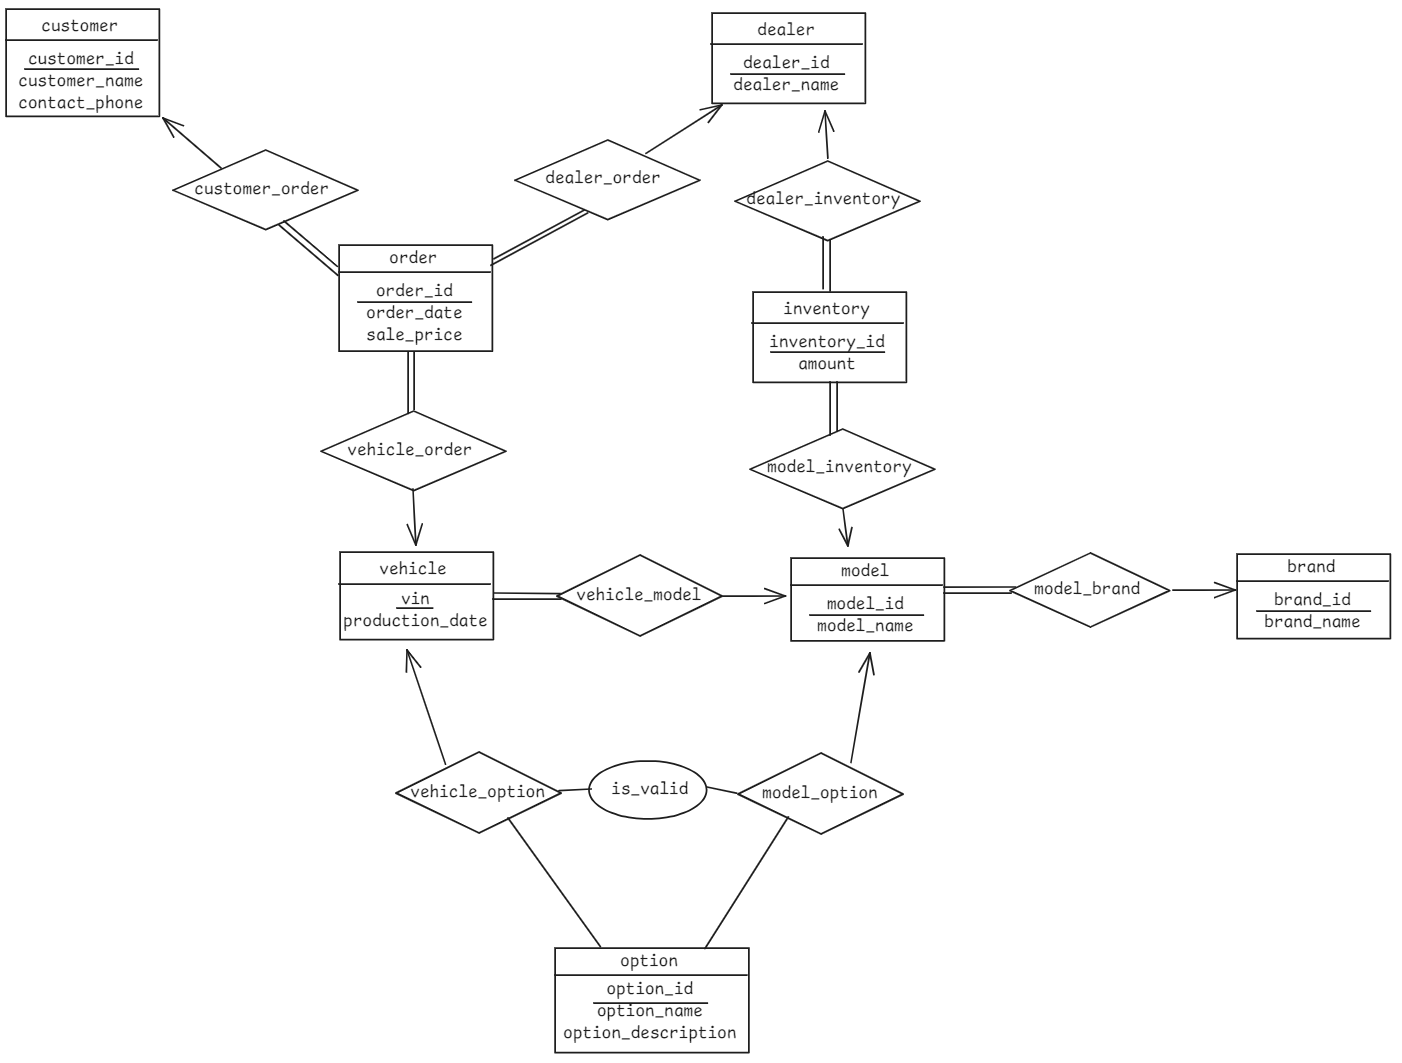 customer
customer_id
customer_name
contact_phone
dealer
dealer_id
dealer_name
customer_order
dealer_order
dealer_inventory
order
order_id
order_date
sale_price
inventory
inventory_id
amount
vehicle_order
model_inventory
vehicle
vin
production_date
vehicle_model
model
model_id
model_name
model_brand
brand
brand_id
brand_name
vehicle_option
is_valid
model_option
option
option_id
option_name
option_description